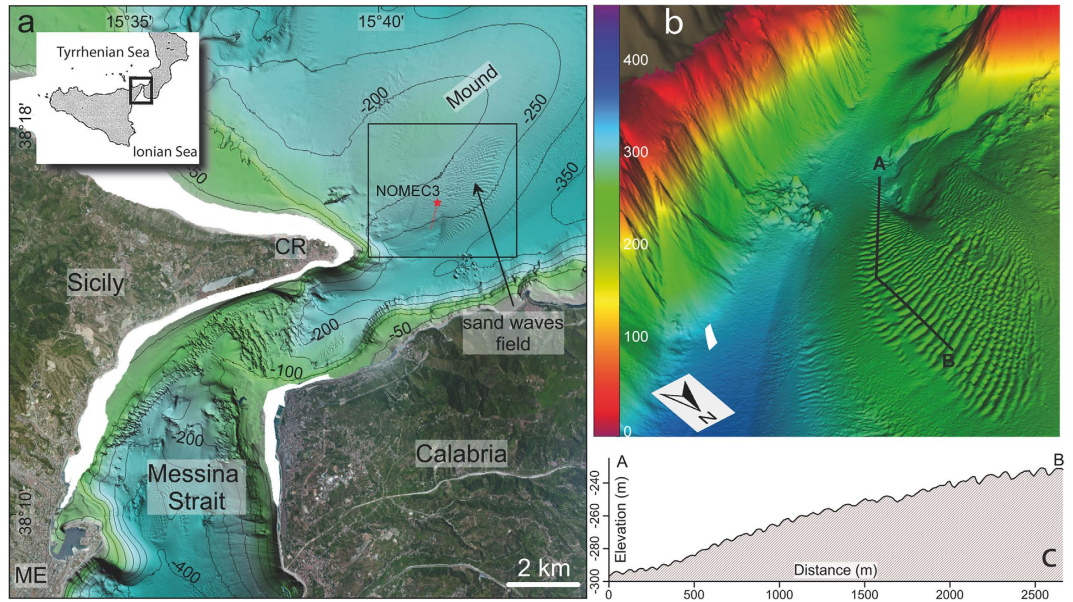 a
15°35'
15°40'
Tyrrhenian Sea
Ionian Sea
38°18'
50
-200
Mound
-250
-350
NOMEC3
CR
Sicily
-200
-50
sand waves
field
-100
-200
Messina
Strait
Calabria
38°10'
ME
-400
2 km
b
400
300
200
100
0
A
B
N
A
B
-240
-260
-280
-300
Elevation (m)
Distance (m)
C
0
500
1000
1500
2000
2500